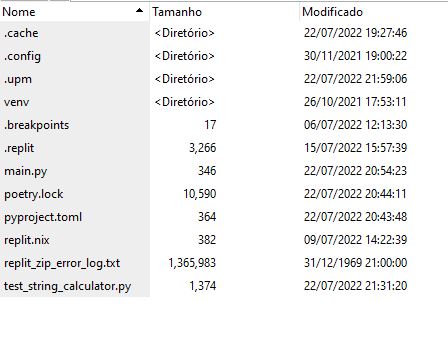 Nome Tamanho Modificado
.cache <Diretório> 22/07/2022 19:27:46
.config <Diretório> 30/11/2021 19:00:22
.upm <Diretório> 22/07/2022 21:59:06
venv <Diretório> 26/10/2021 17:53:11
.breakpoints 17 06/07/2022 12:13:30
.replit 3,266 15/07/2022 15:57:39
main.py 346 22/07/2022 20:54:23
poetry.lock 10,590 22/07/2022 20:44:11
pyproject.toml 364 22/07/2022 20:43:48
replit.nix 382 09/07/2022 14:22:39
replit_zip_error_log.txt 1,365,983 31/12/1969 21:00:00
test_string_calculator.py 1,374 22/07/2022 21:31:20